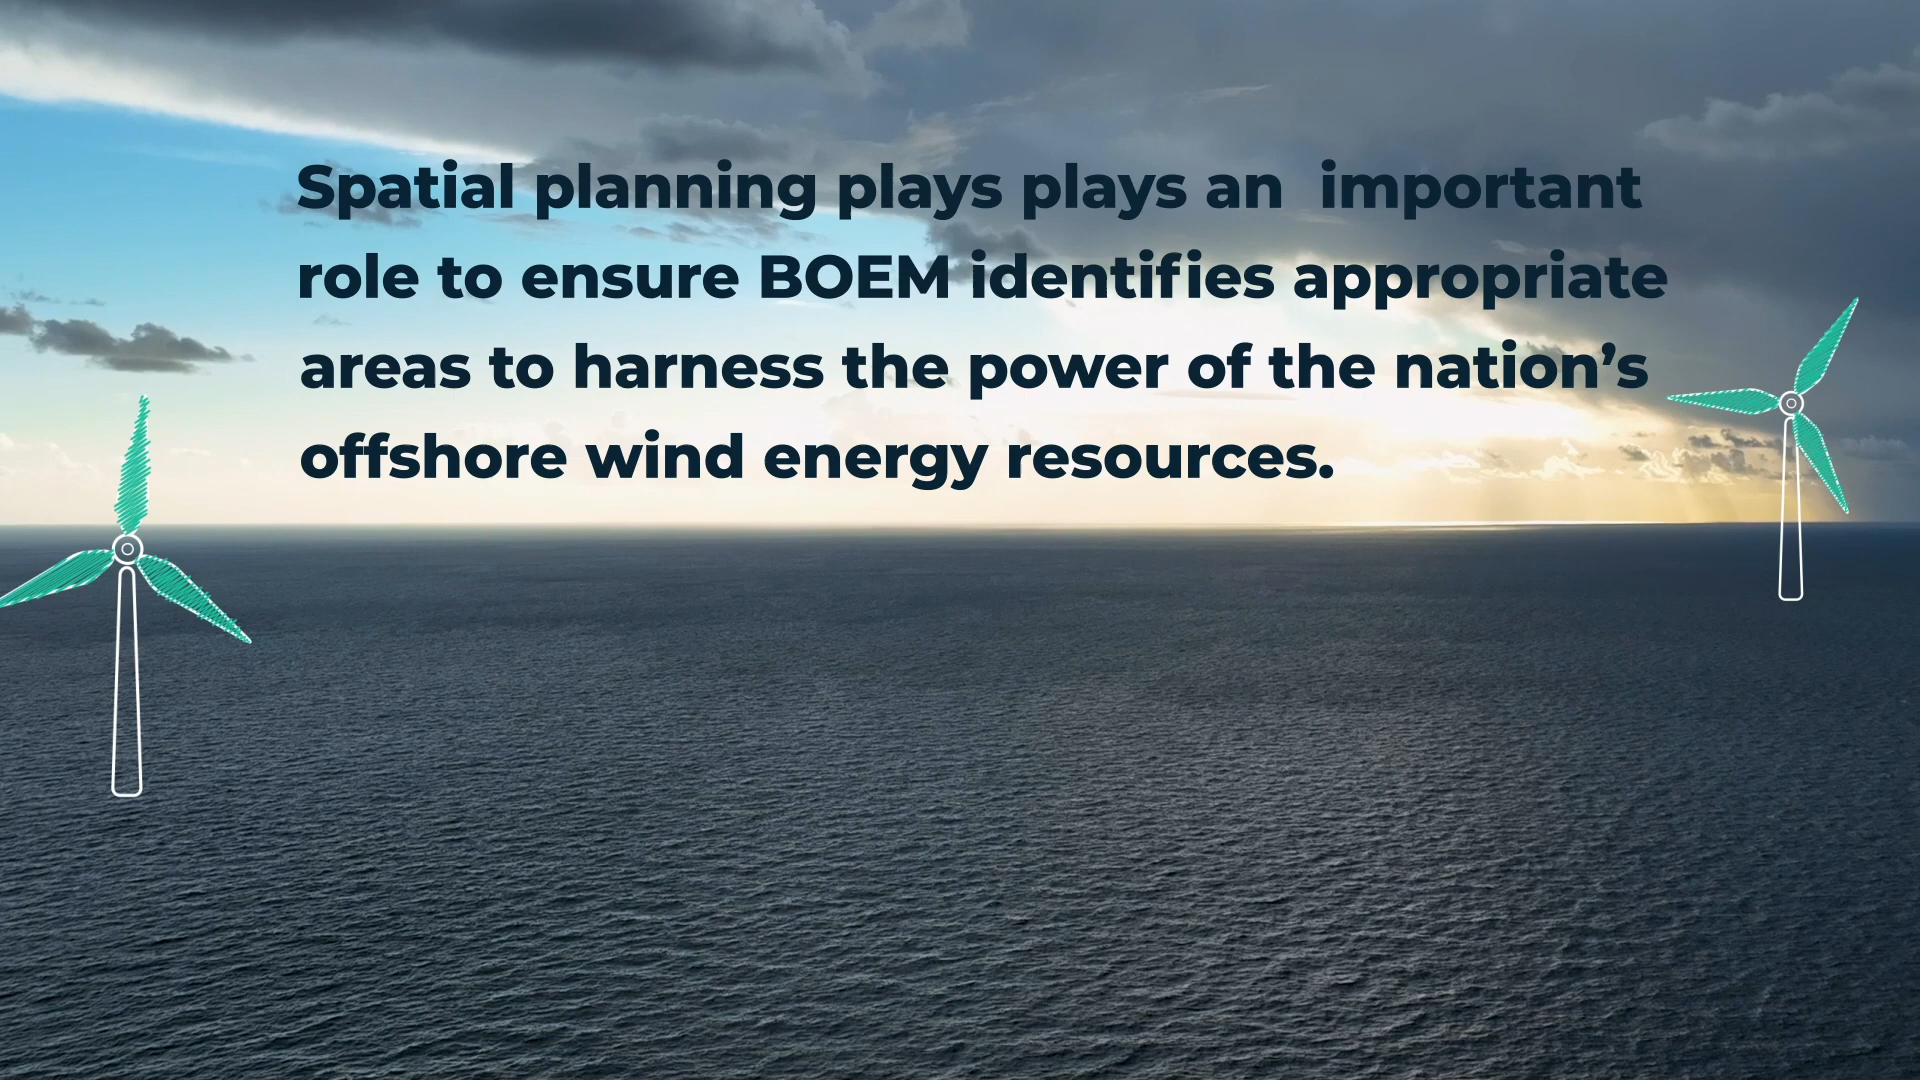 Spatial planning plays plays an  important
role to ensure BOEM identifies appropriate
areas to harness the power of the nation’s
offshore wind energy resources.